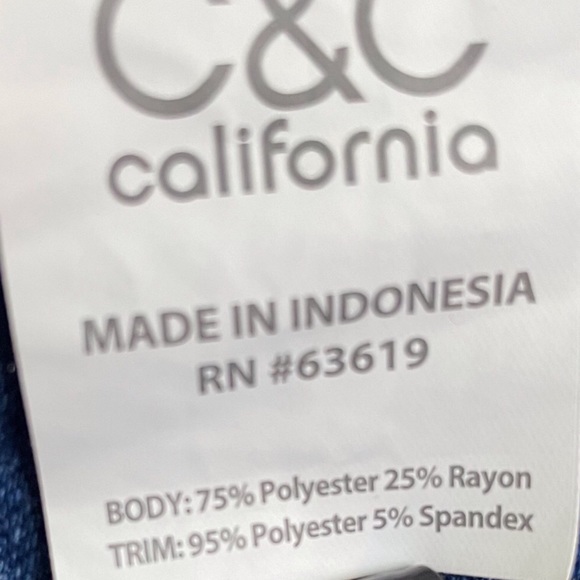 C&C
california
MADE IN INDONESIA
RN #63619
BODY: 75% Polyester 25% Rayon
TRIM: 95% Polyester 5% Spandex